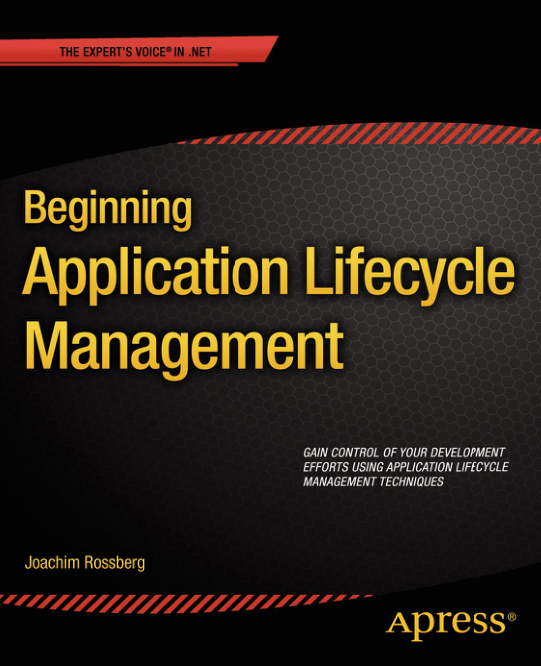 THE EXPERT'S VOICE® IN .NET
Beginning
Application Lifecycle
Management
GAIN CONTROL OF YOUR DEVELOPMENT
EFFORTS USING APPLICATION LIFECYCLE
MANAGEMENT TECHNIQUES
Joachim Rossberg
Apress®